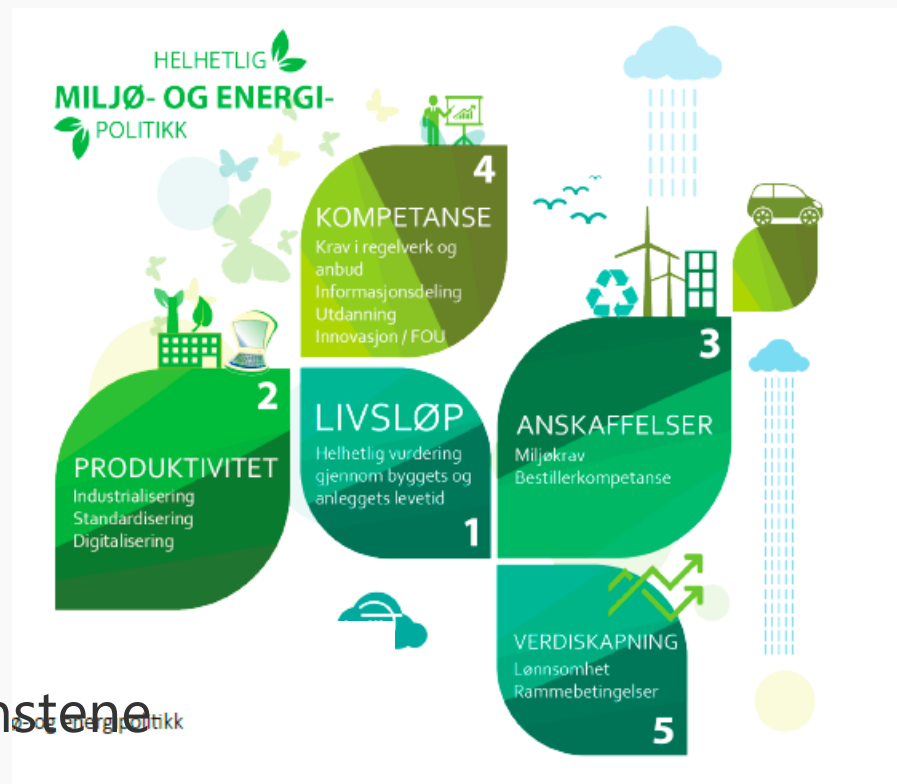 HELHETLIG
MILJØ- OG ENERGI-
POLITIKK
4
KOMPETANSE
Krav i regelverk og
anbud
Informasjonsdeling
Utdanning
Innovasjon / FOU
2
PRODUKTIVITET
Industrialisering
Standardisering
Digitalisering
LIVSLØP
Helhetlig vurdering
gjennom byggets og
anleggets levetid
1
3
ANSKAFFELSER
Miljøkrav
Bestillerkompetanse
VERDISKAPNING
Lønnsomhet
Rammebetingelser
5
nstene
ø- og energipolitikk